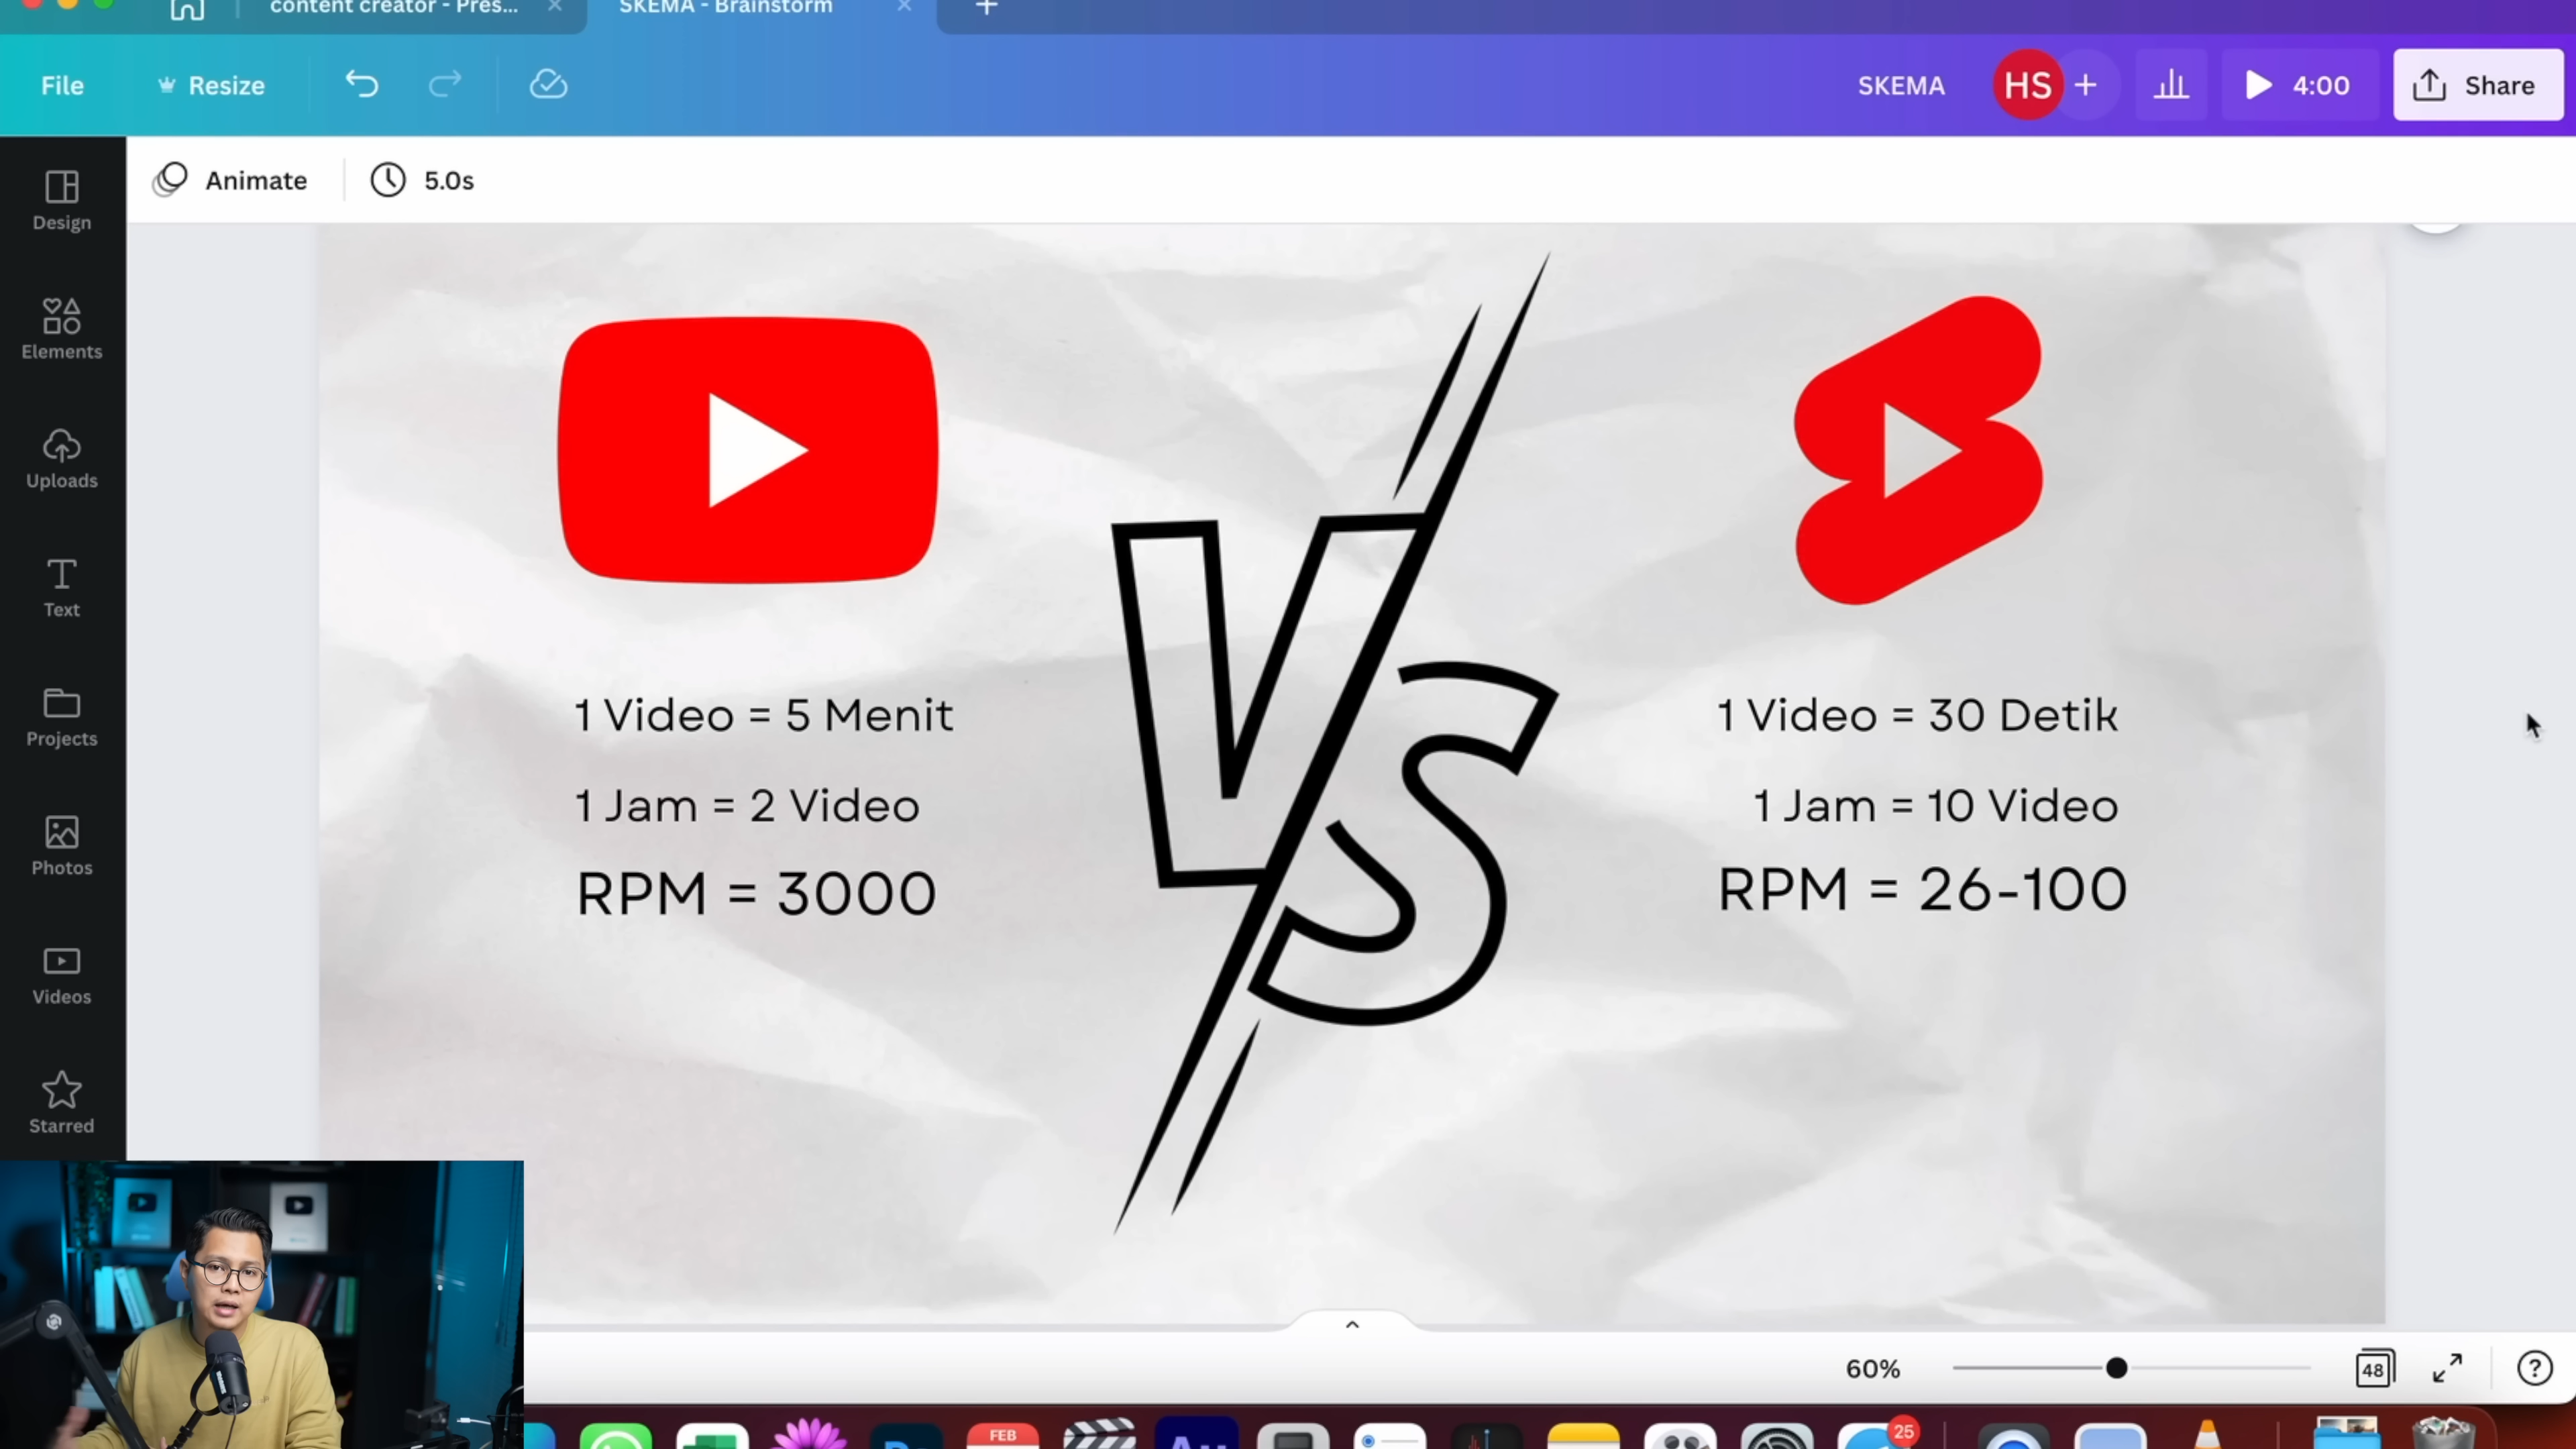 content creator - Pres...
SKEMA - Brainstorm
File
Resize
SKEMA
HS
4:00
Share
Animate
5.0s
Design
Elements
Uploads
Text
Projects
Photos
Videos
Starred
VS
1 Video = 5 Menit
1 Jam = 2 Video
RPM = 3000
1 Video = 30 Detik
1 Jam = 10 Video
RPM = 26-100
60%
48
?
FEB
25